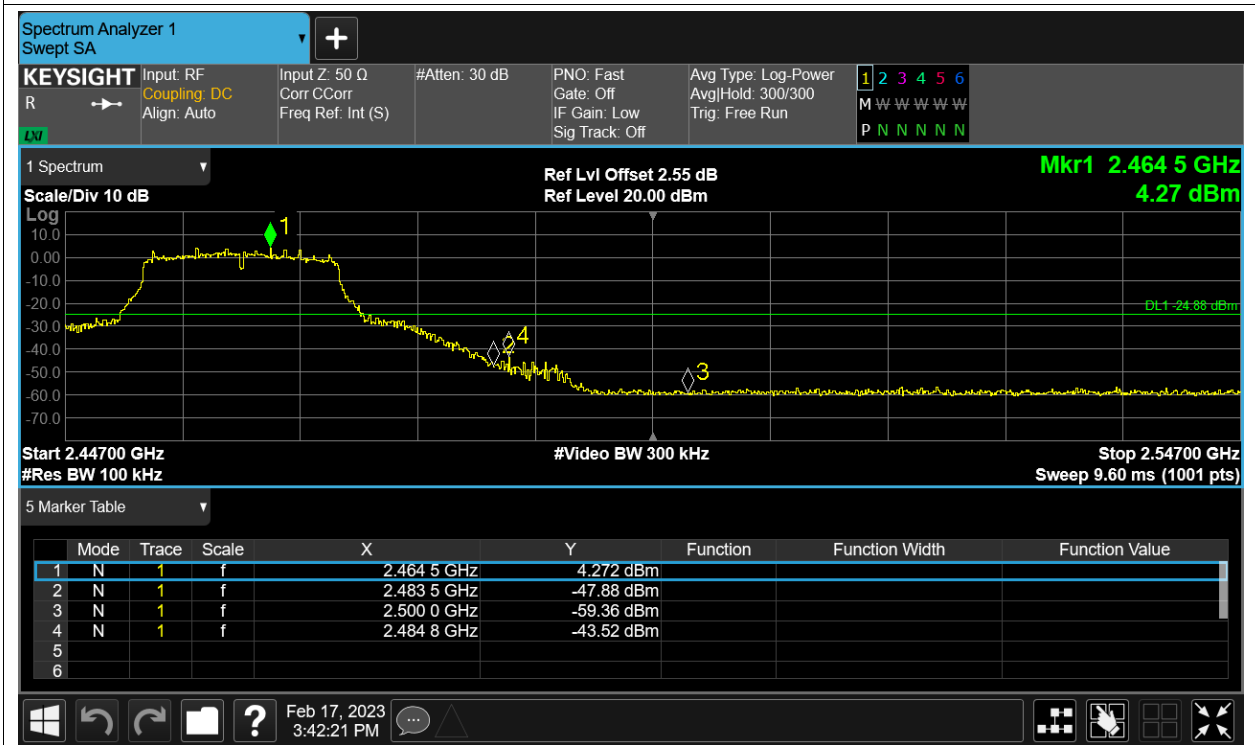 Spectrum Analyzer 1
Swept SA
KEYSIGHT Input: RF Input Z: 50 Ω #Atten: 30 dB PNO: Fast Avg Type: Log-Power 1 2 3 4 5 6
R Coupling: DC Corr CCorr Gate: Off Avg|Hold: 300/300 M W W W W W W
Align: Auto Freq Ref: Int (S) IF Gain: Low Trig: Free Run
LXI Sig Track: Off P N N N N N N
1 Spectrum Ref Lvl Offset 2.55 dB Mkr1 2.464 5 GHz
Scale/Div 10 dB Ref Level 20.00 dBm 4.27 dBm
Log
1
10.0
0.00
-10.0
-20.0
DL1 -24.88 dBm
-30.0
4
2
-40.0
-50.0
3
-60.0
-70.0
Start 2.44700 GHz #Video BW 300 kHz Stop 2.54700 GHz
#Res BW 100 kHz Sweep 9.60 ms (1001 pts)
5 Marker Table
Mode Trace Scale X Y Function Function Width Function Value
1 N 1 f 2.464 5 GHz 4.272 dBm
2 N 1 f 2.483 5 GHz -47.88 dBm
3 N 1 f 2.500 0 GHz -59.36 dBm
4 N 1 f 2.484 8 GHz -43.52 dBm
5
6
? Feb 17, 2023
3:42:21 PM